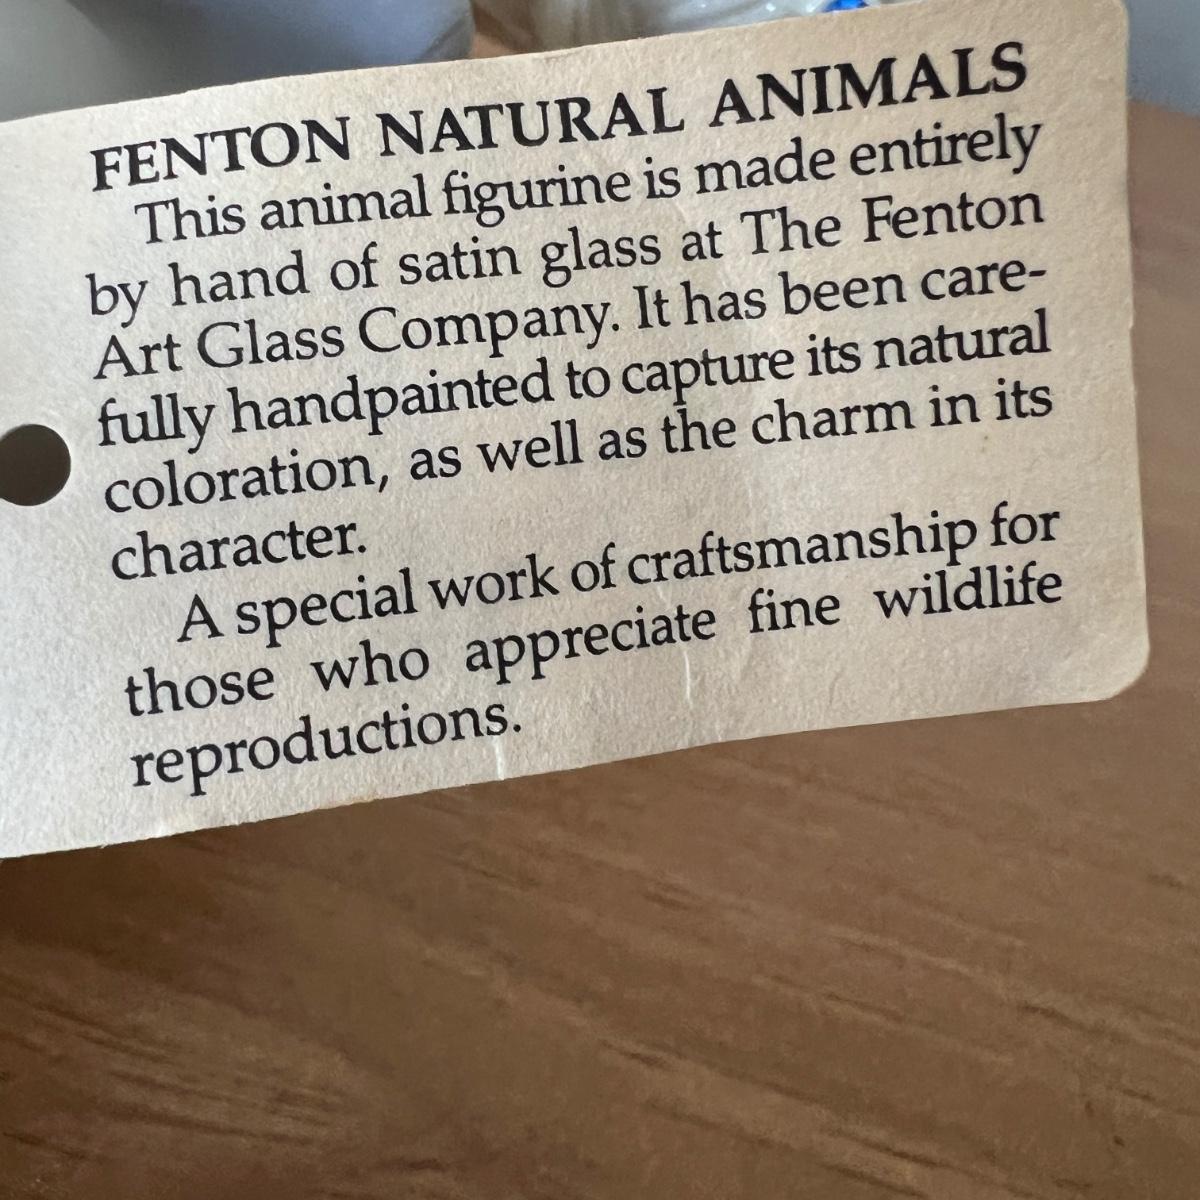 FENTON NATURAL ANIMALS
This animal figurine is made entirely
by hand of satin glass at The Fenton
Art Glass Company. It has been care-
fully handpainted to capture its natural
coloration, as well as the charm in its
character.
A special work of craftsmanship for
those who appreciate fine wildlife
reproductions.